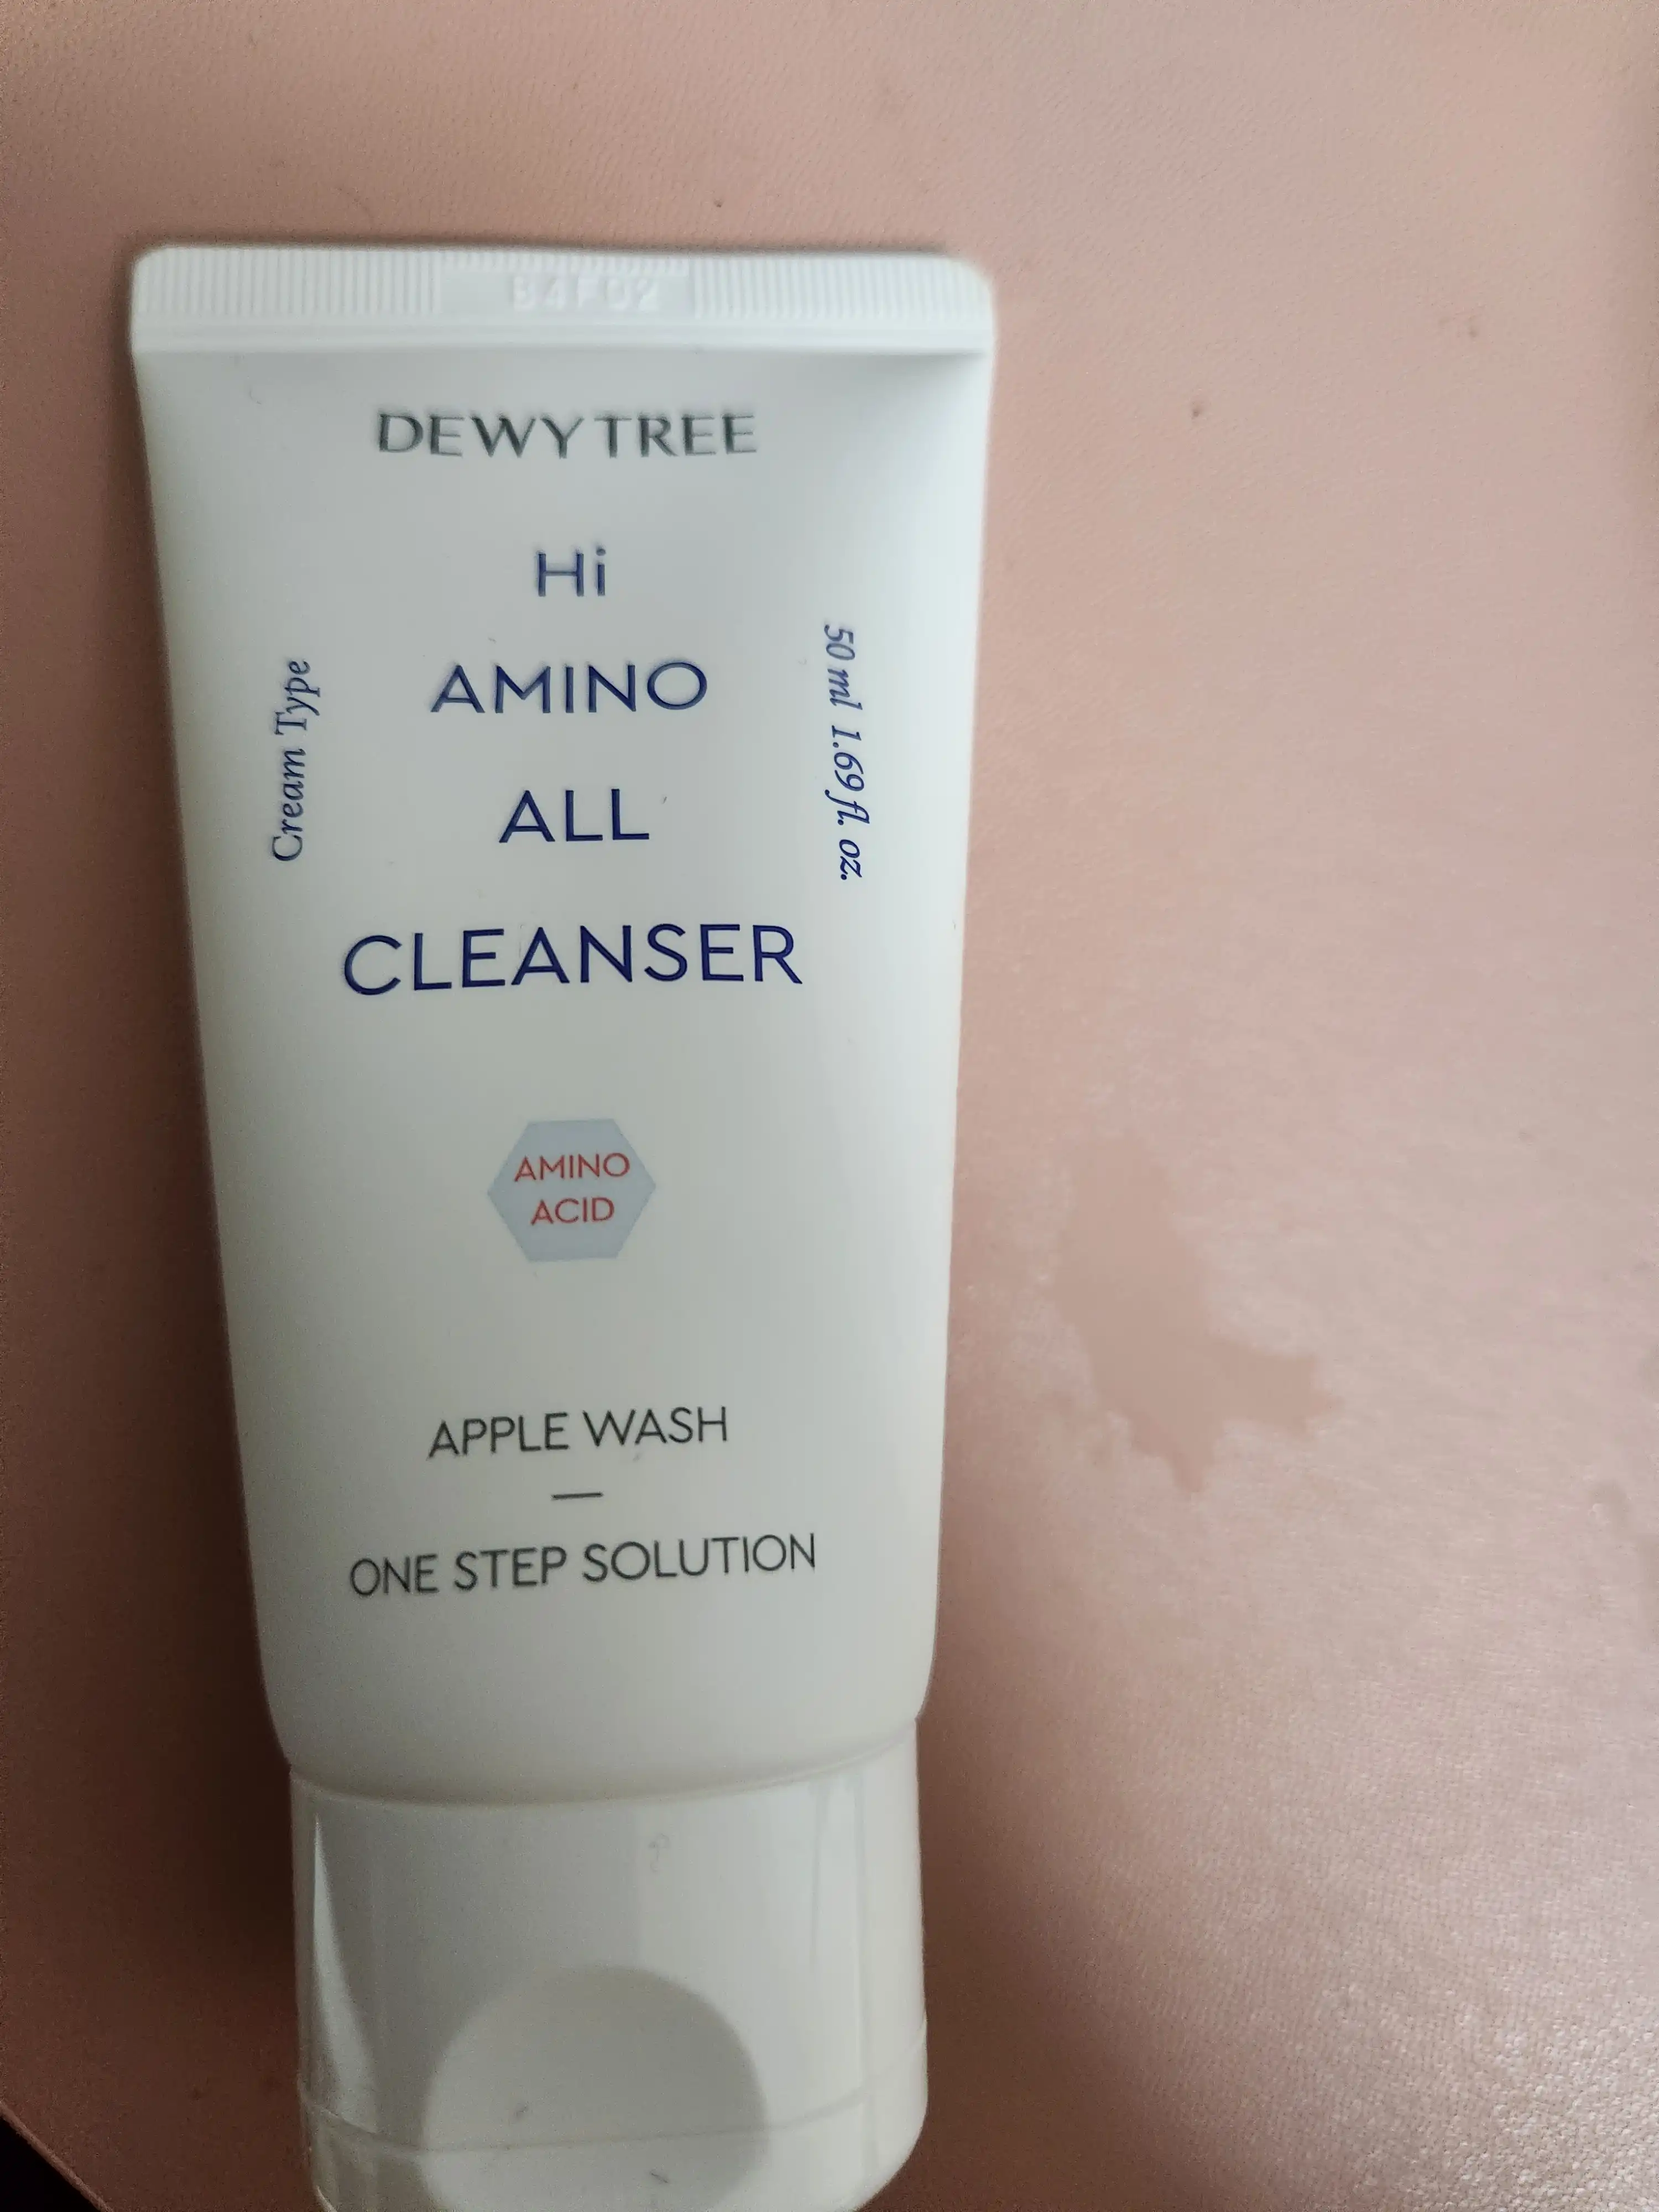 DEWYTREE
Hi
AMINO
ALL
CLEANSER
Cream Type
50 ml 1.69 fl. oz.
AMINO
ACID
APPLE WASH
—
ONE STEP SOLUTION